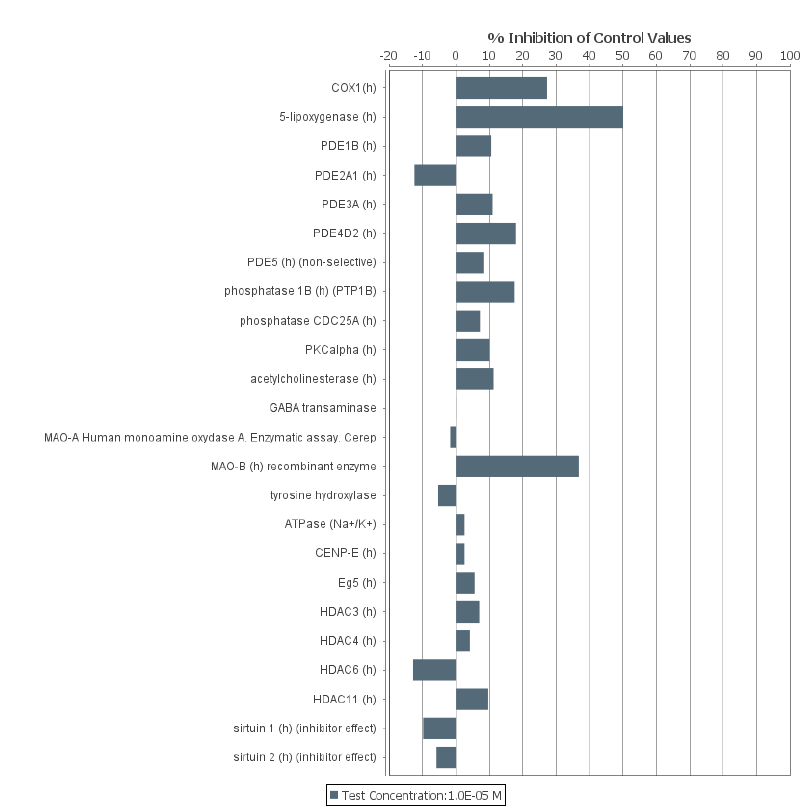 % Inhibition of Control Values
-20 -10 0 10 20 30 40 50 60 70 80 90 100
COX1(h)
5-lipoxygenase (h)
PDE1B (h)
PDE2A1 (h)
PDE3A (h)
PDE4D2 (h)
PDE5 (h) (non-selective)
phosphatase 1B (h) (PTP1B)
phosphatase CDC25A (h)
PKCalpha (h)
acetylcholinesterase (h)
GABA transaminase
MAO-A Human monoamine oxydase A. Enzymatic assay. Cerep
MAO-B (h) recombinant enzyme
tyrosine hydroxylase
ATPase (Na+/K+)
CENP-E (h)
Eg5 (h)
HDAC3 (h)
HDAC4 (h)
HDAC6 (h)
HDAC11 (h)
sirtuin 1 (h) (inhibitor effect)
sirtuin 2 (h) (inhibitor effect)
Test Concentration:1.0E-05 M